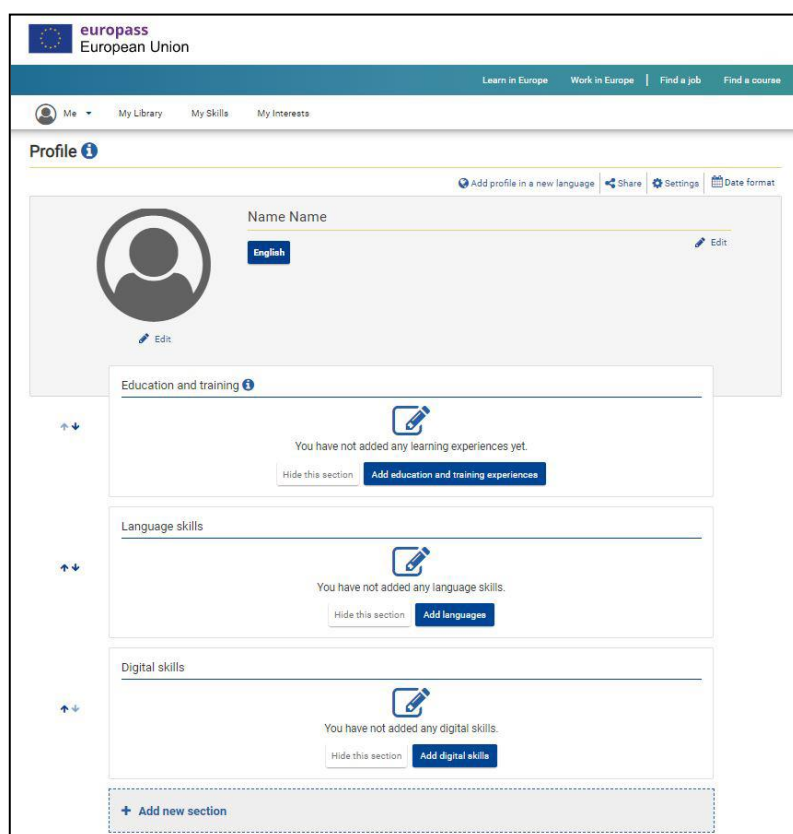 europass
European Union
Learn in Europe Work in Europe | Find a job Find a course
Me My Library My Skills My Interests
Profile
Add profile in a new language Share Settings Date format
Name Name
English
Edit
Edit
Education and training
You have not added any learning experiences yet.
Hide this section Add education and training experiences
Language skills
You have not added any language skills.
Hide this section Add languages
Digital skills
You have not added any digital skills.
Hide this section Add digital skills
+ Add new section